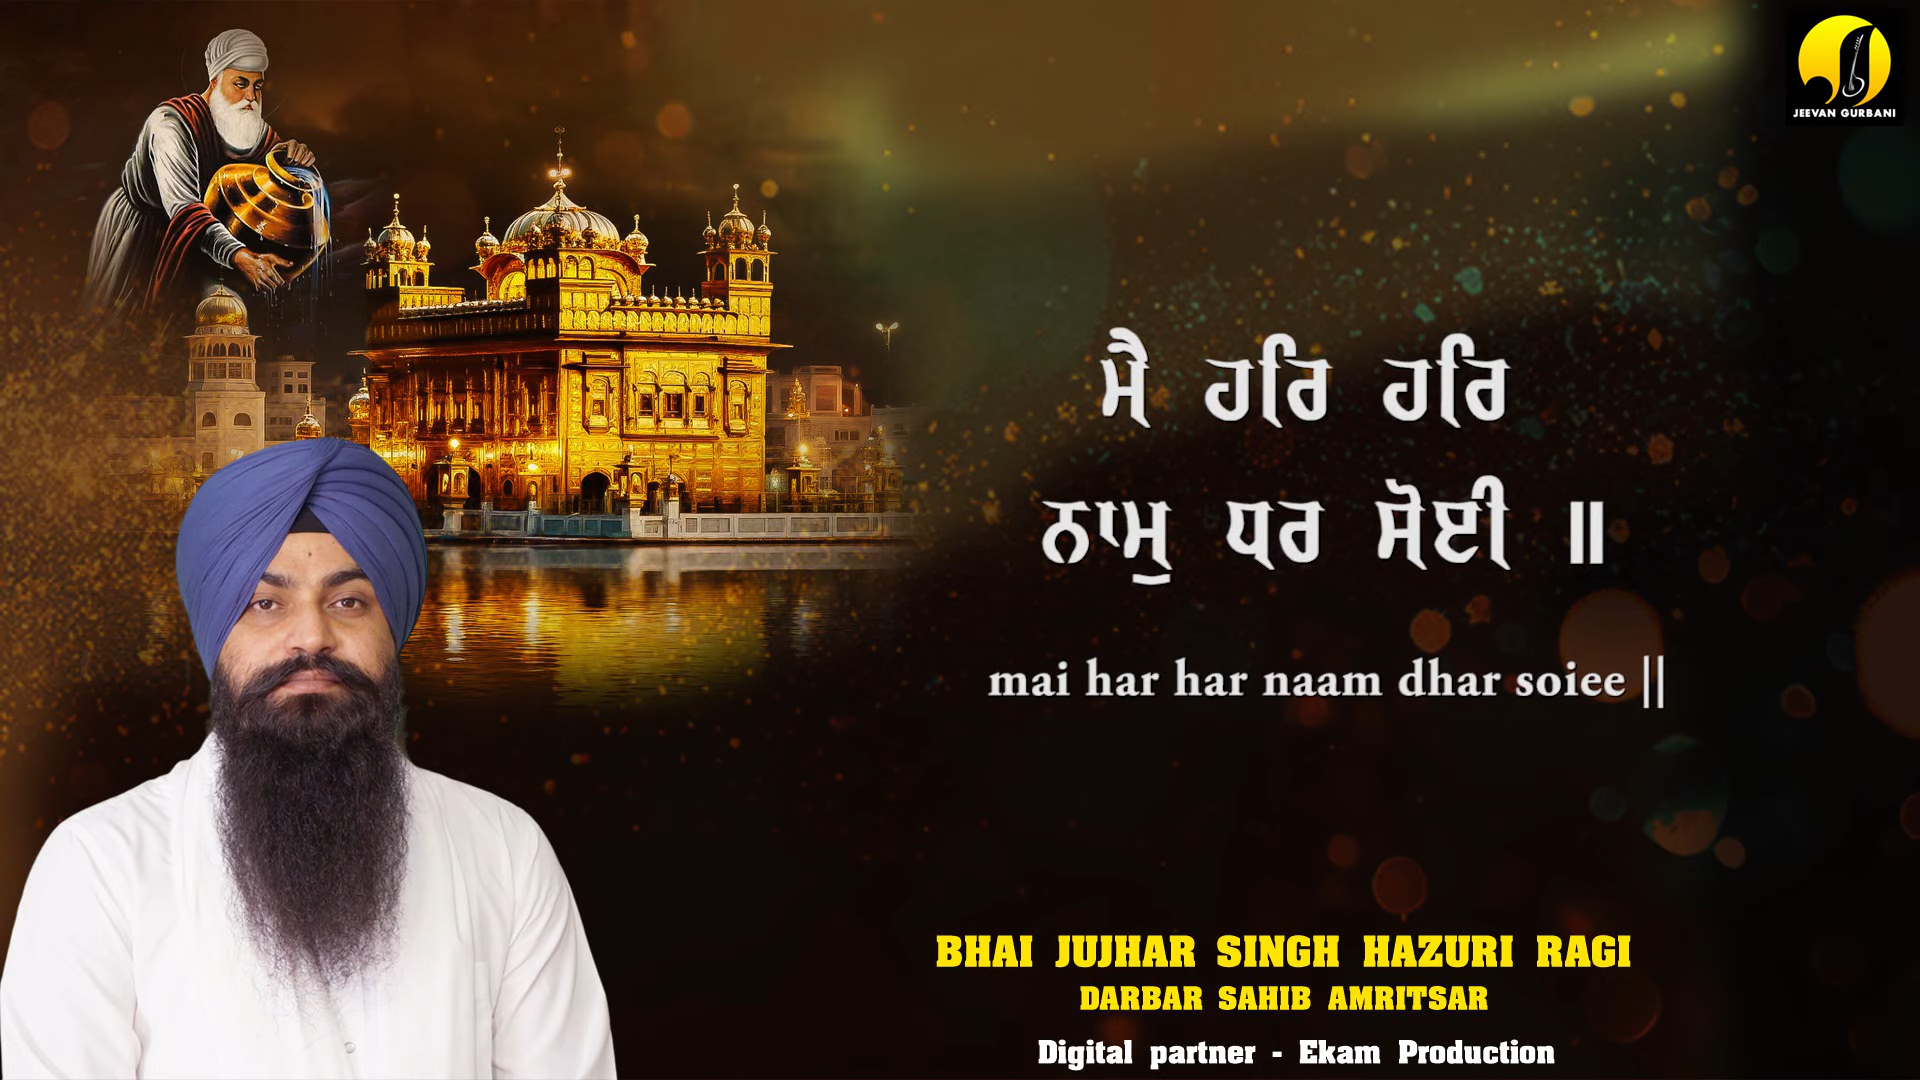 JEEVAN GURBANI
ਮੈ ਹਰਿ ਹਰਿ
ਨਾਮੁ ਧਰ ਸੋਈ ॥
mai har har naam dhar soiee ||
BHAI JUJHAR SINGH HAZURI RAGI
DARBAR SAHIB AMRITSAR
Digital partner - Ekam Production